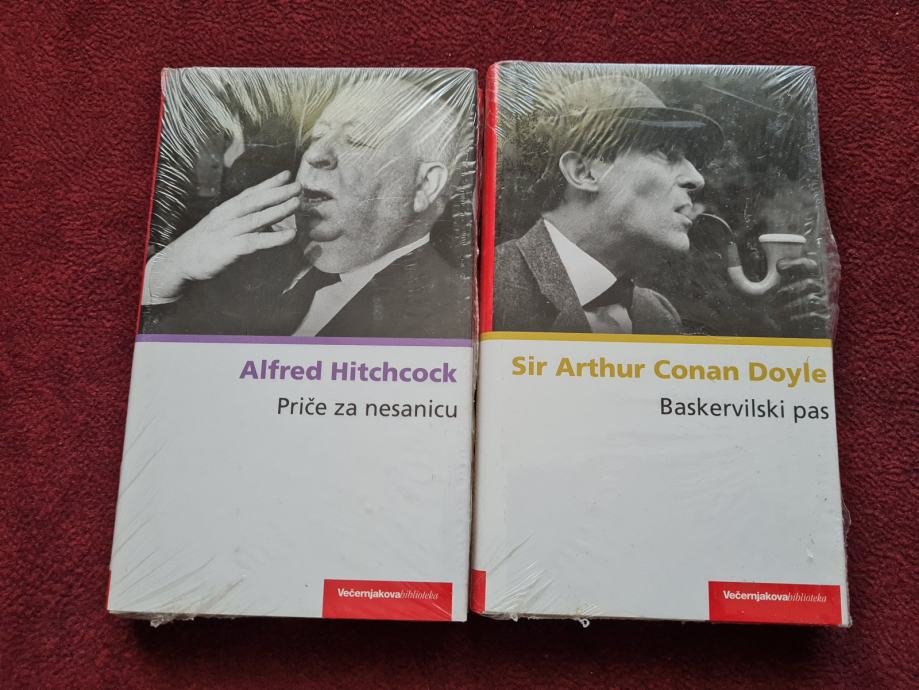 Alfred Hitchcock
Priče za nesanicu
Večernjakovabiblioteka
Sir Arthur Conan Doyle
Baskervilski pas
Večernjakovabiblioteka